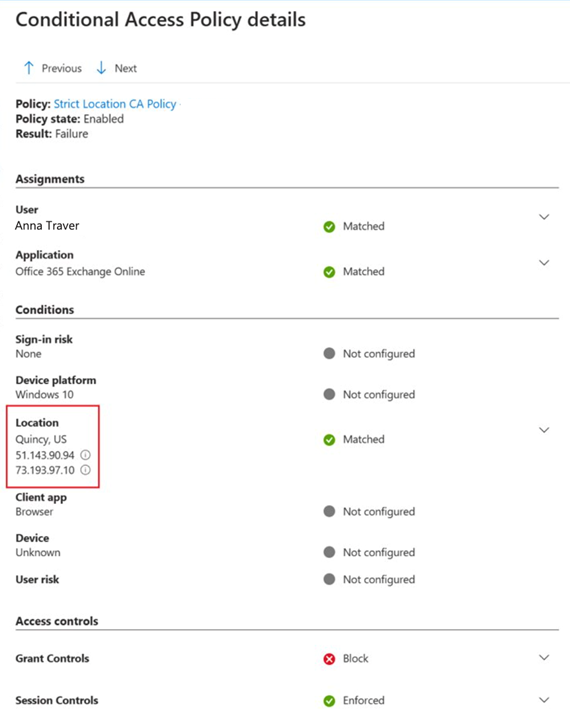 Conditional Access Policy details
Previous Next
Policy: Strict Location CA Policy
Policy state: Enabled
Result: Failure
Assignments
User
Anna Traver Matched
Application
Office 365 Exchange Online Matched
Conditions
Sign-in risk
None Not configured
Device platform
Windows 10 Not configured
Location
Quincy, US Matched
51.143.90.94
73.193.97.10
Client app
Browser Not configured
Device
Unknown Not configured
User risk Not configured
Access controls
Grant Controls Block
Session Controls Enforced